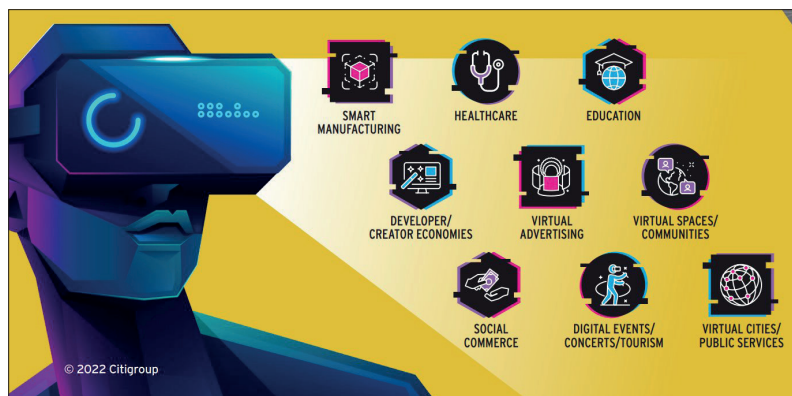 SMART
MANUFACTURING
HEALTHCARE
EDUCATION
DEVELOPER/
CREATOR ECONOMIES
VIRTUAL
ADVERTISING
VIRTUAL SPACES/
COMMUNITIES
SOCIAL
COMMERCE
DIGITAL EVENTS/
CONCERTS/TOURISM
VIRTUAL CITIES/
PUBLIC SERVICES
© 2022 Citigroup